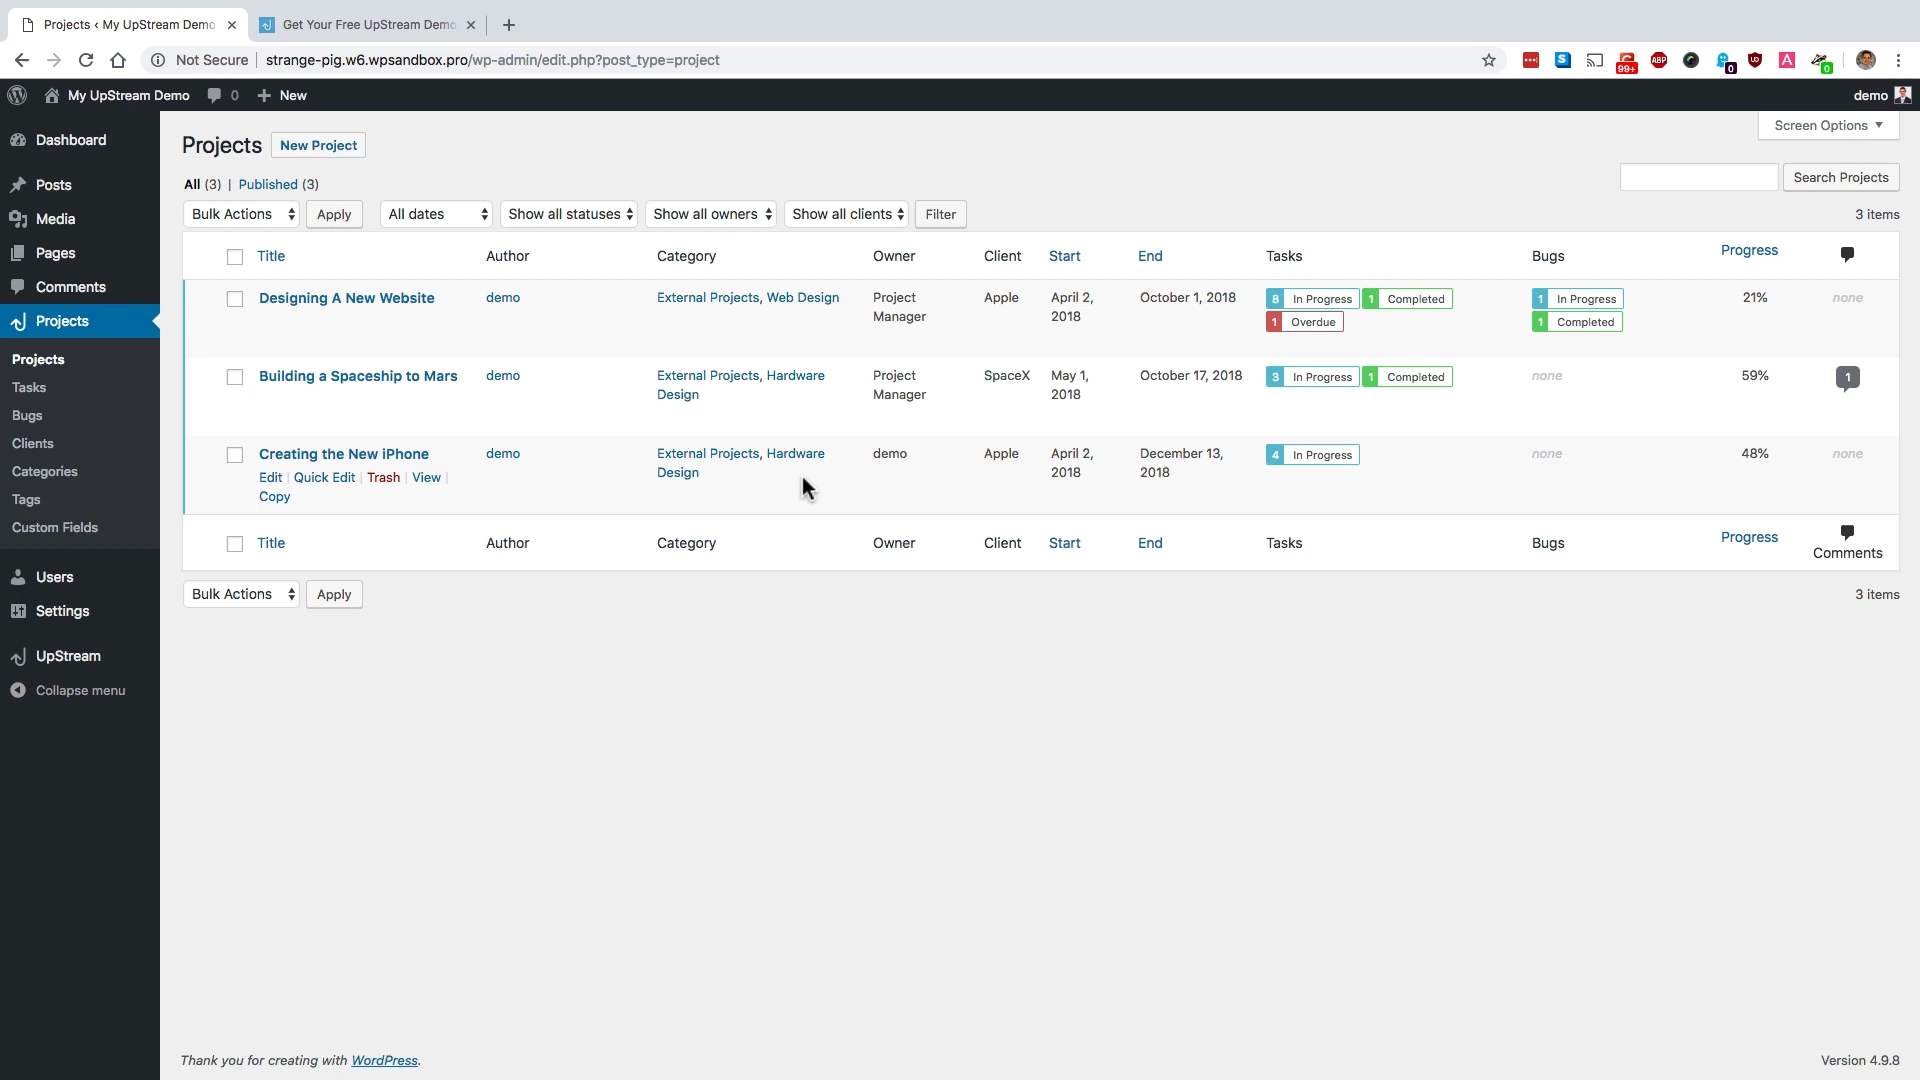 Projects ‹ My UpStream Demo
Get Your Free UpStream Demo
Not Secure | strange-pig.w6.wpsandbox.pro/wp-admin/edit.php?post_type=project
S 99+ ABP 0 UD A 0
My UpStream Demo 0 New demo
Dashboard
Posts
Media
Pages
Comments
Projects
Projects
Tasks
Bugs
Clients
Categories
Tags
Custom Fields
Users
Settings
UpStream
Collapse menu
Screen Options
Projects New Project
All (3) | Published (3)
Search Projects
Bulk Actions Apply All dates Show all statuses Show all owners Show all clients Filter 3 items
Title Author Category Owner Client Start End Tasks Bugs Progress
Designing A New Website demo External Projects, Web Design Project Manager Apple April 2, 2018 October 1, 2018 8 In Progress 1 Completed 1 Overdue 1 In Progress 1 Completed 21% none
Building a Spaceship to Mars demo External Projects, Hardware Design Project Manager SpaceX May 1, 2018 October 17, 2018 3 In Progress 1 Completed none 59% 1
Creating the New iPhone demo External Projects, Hardware Design demo Apple April 2, 2018 December 13, 2018 4 In Progress none 48% none
Edit | Quick Edit | Trash | View |
Copy
Title Author Category Owner Client Start End Tasks Bugs Progress Comments
Bulk Actions Apply 3 items
Thank you for creating with WordPress. Version 4.9.8